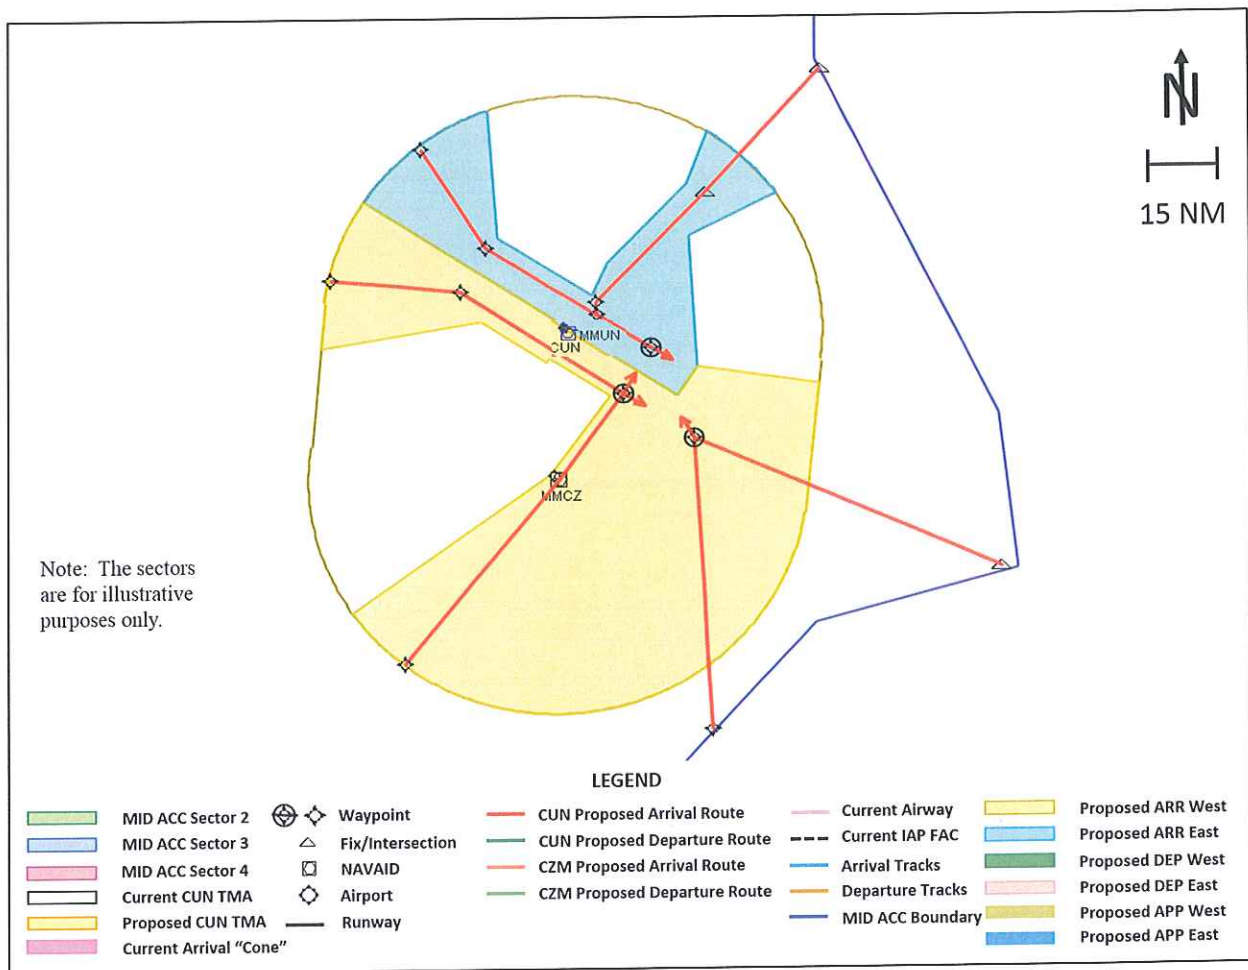 N
15 NM
MMUN
CUN
MMCZ
Note: The sectors
are for illustrative
purposes only.
LEGEND
MID ACC Sector 2
MID ACC Sector 3
MID ACC Sector 4
Current CUN TMA
Proposed CUN TMA
Current Arrival “Cone”
Waypoint
Fix/Intersection
NAVAID
Airport
Runway
CUN Proposed Arrival Route
CUN Proposed Departure Route
CZM Proposed Arrival Route
CZM Proposed Departure Route
Current Airway
Current IAP FAC
Arrival Tracks
Departure Tracks
MID ACC Boundary
Proposed ARR West
Proposed ARR East
Proposed DEP West
Proposed DEP East
Proposed APP West
Proposed APP East